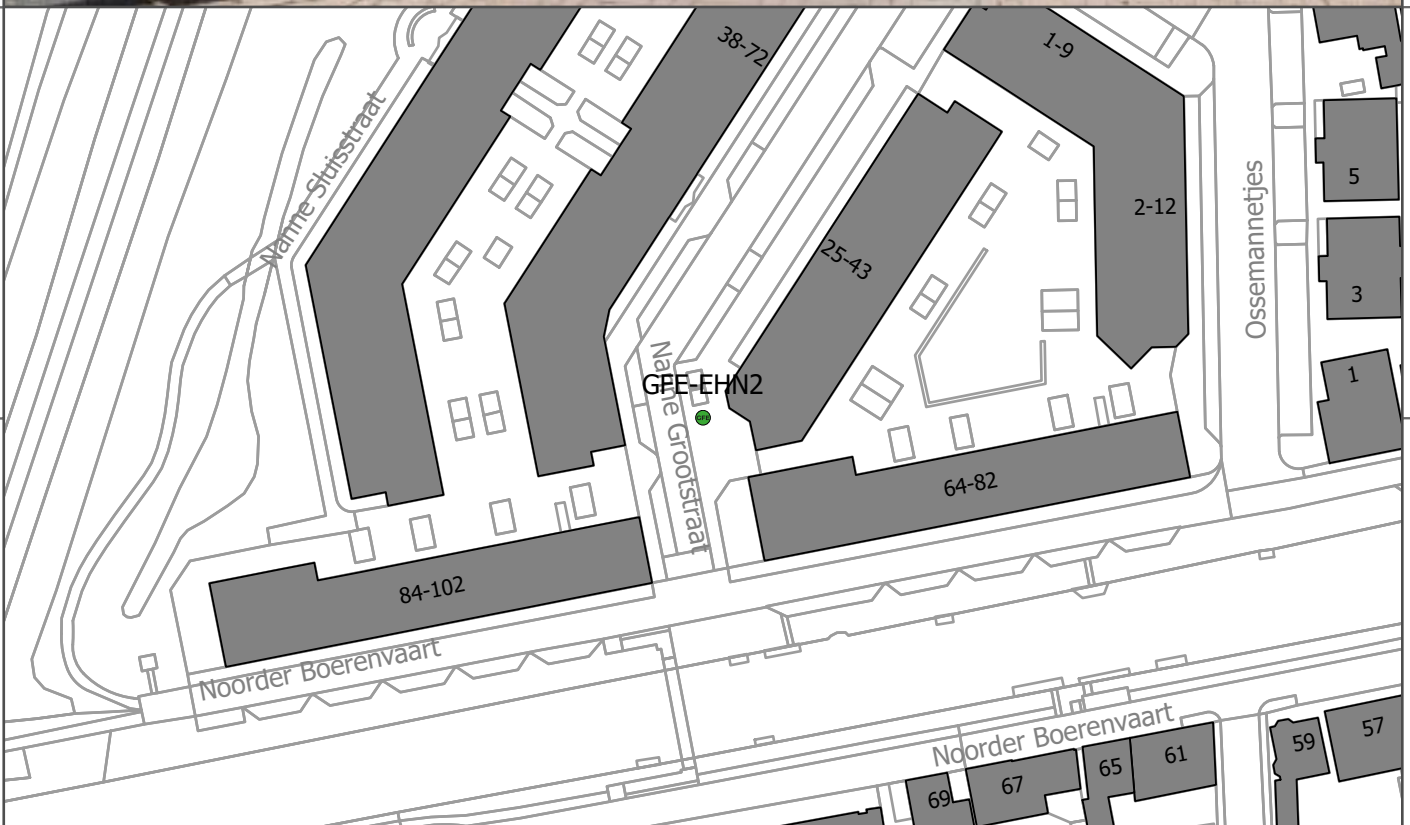 38-72
1-9
Nanne Sluisstraat
5
2-12
Ossemannetjes
25-43
3
Nanne Grootstraat
1
GFE-EHN2
GFE
64-82
84-102
Noorder Boerenvaart
Noorder Boerenvaart
57
59
61
65
67
69